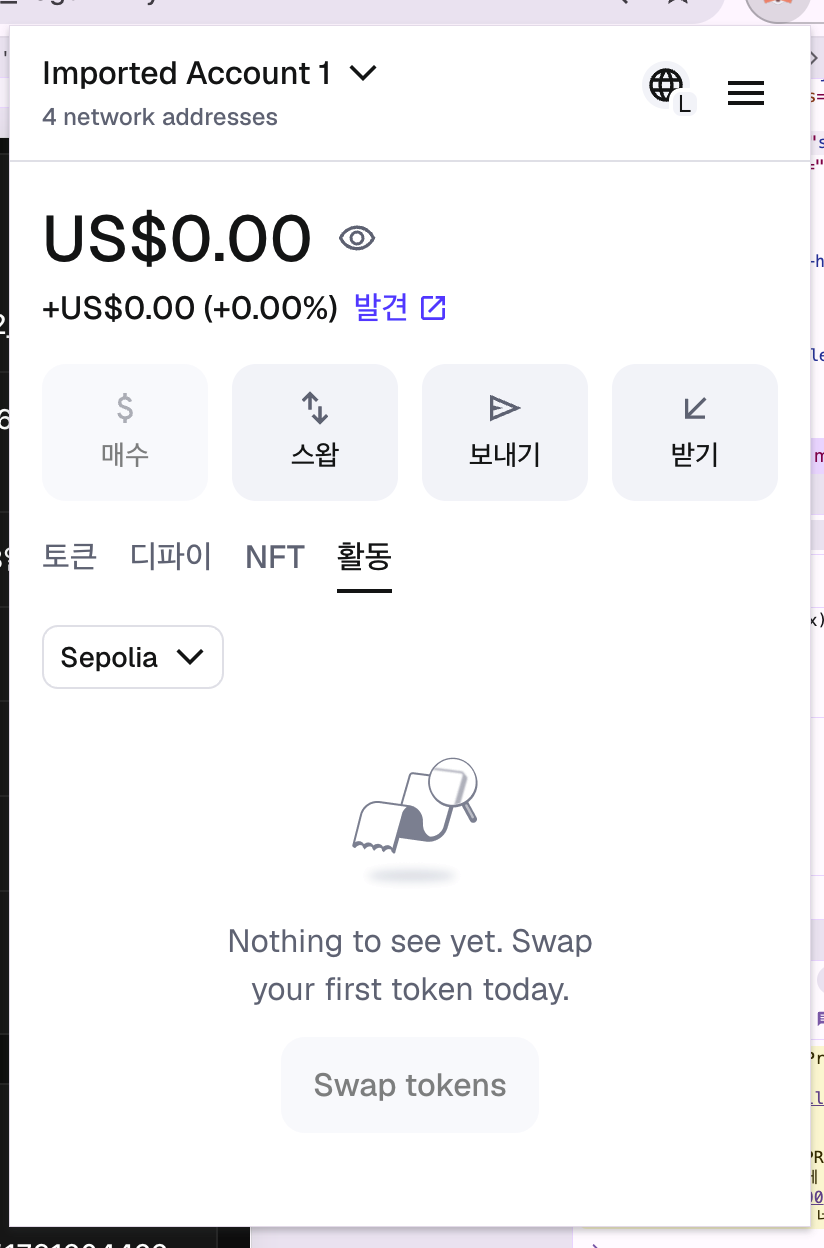 Imported Account 1
4 network addresses
L
US$0.00
+US$0.00 (+0.00%) 발견
매수
스왑
보내기
받기
토큰 디파이 NFT 활동
Sepolia
Nothing to see yet. Swap
your first token today.
Swap tokens